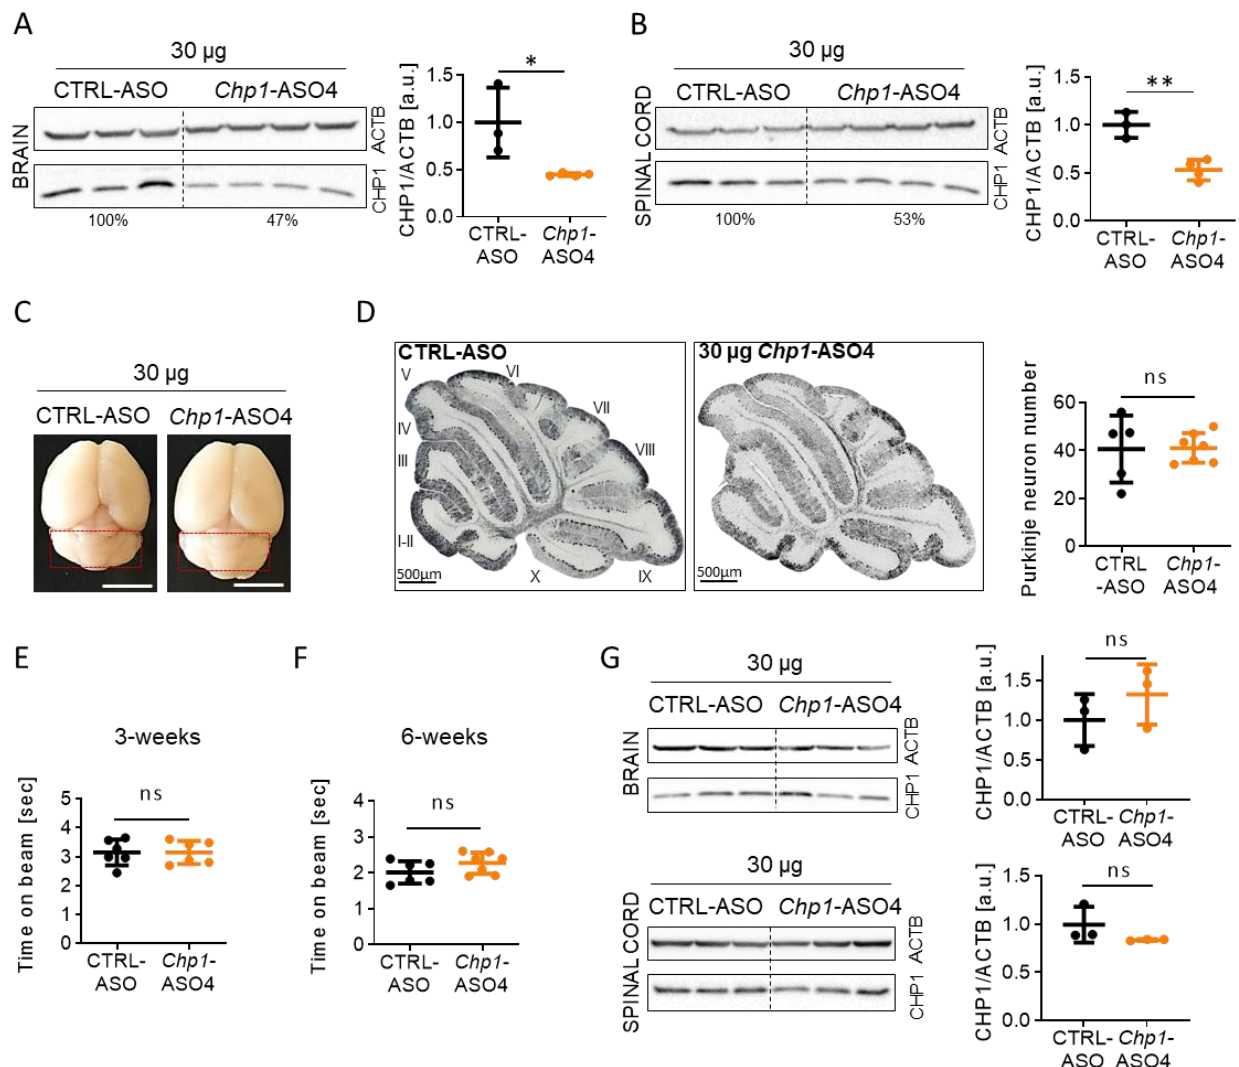 A
30 µg
CTRL-ASO Chp1-ASO4
BRAIN
ACTB
CHP1
100% 47%
CHP1/ACTB [a.u.]
1.5
1.0
0.5
0.0
*
CTRL-
ASO
Chp1-
ASO4
B
30 µg
CTRL-ASO Chp1-ASO4
SPINAL CORD
ACTB
CHP1
100% 53%
CHP1/ACTB [a.u.]
1.5
1.0
0.5
0.0
**
CTRL-
ASO
Chp1-
ASO4
C
30 µg
CTRL-ASO Chp1-ASO4
D
CTRL-ASO
V
VI
VII
IV
VIII
III
I-II
X
IX
500µm
30 µg Chp1-ASO4
500µm
Purkinje neuron number
60
40
20
0
ns
CTRL
-ASO
Chp1-
ASO4
E
3-weeks
Time on beam [sec]
5
4
3
2
1
0
ns
CTRL-
ASO
Chp1-
ASO4
F
6-weeks
Time on beam [sec]
4
3
2
1
0
ns
CTRL-
ASO
Chp1-
ASO4
G
30 µg
CTRL-ASO Chp1-ASO4
BRAIN
ACTB
CHP1
CHP1/ACTB [a.u.]
1.5
1.0
0.5
0.0
ns
CTRL-
ASO
Chp1-
ASO4
30 µg
CTRL-ASO Chp1-ASO4
SPINAL CORD
ACTB
CHP1
CHP1/ACTB [a.u.]
1.5
1.0
0.5
0.0
ns
CTRL-
ASO
Chp1-
ASO4